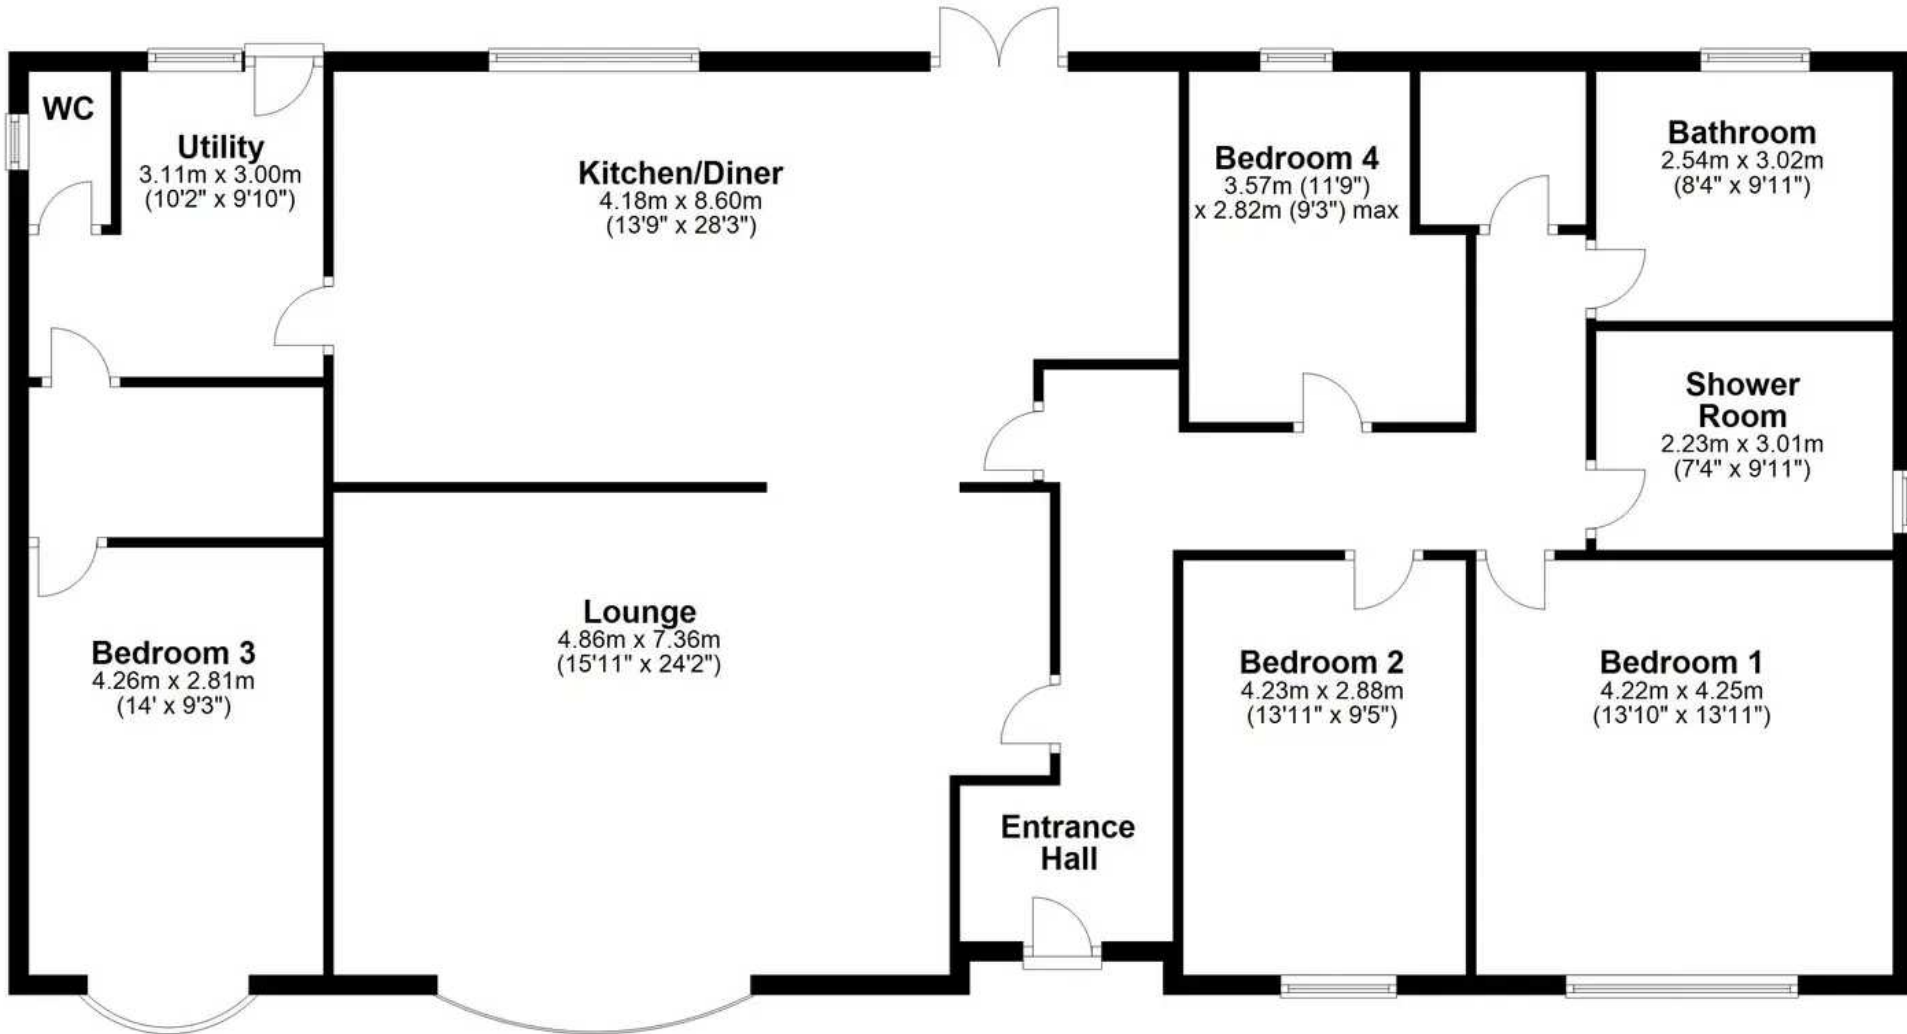 WC
Utility
3.11m x 3.00m
(10'2" x 9'10")
Kitchen/Diner
4.18m x 8.60m
(13'9" x 28'3")
Bedroom 4
3.57m (11'9")
x 2.82m (9'3") max
Bathroom
2.54m x 3.02m
(8'4" x 9'11")
Shower
Room
2.23m x 3.01m
(7'4" x 9'11")
Lounge
4.86m x 7.36m
(15'11" x 24'2")
Bedroom 3
4.26m x 2.81m
(14' x 9'3")
Bedroom 2
4.23m x 2.88m
(13'11" x 9'5")
Bedroom 1
4.22m x 4.25m
(13'10" x 13'11")
Entrance
Hall